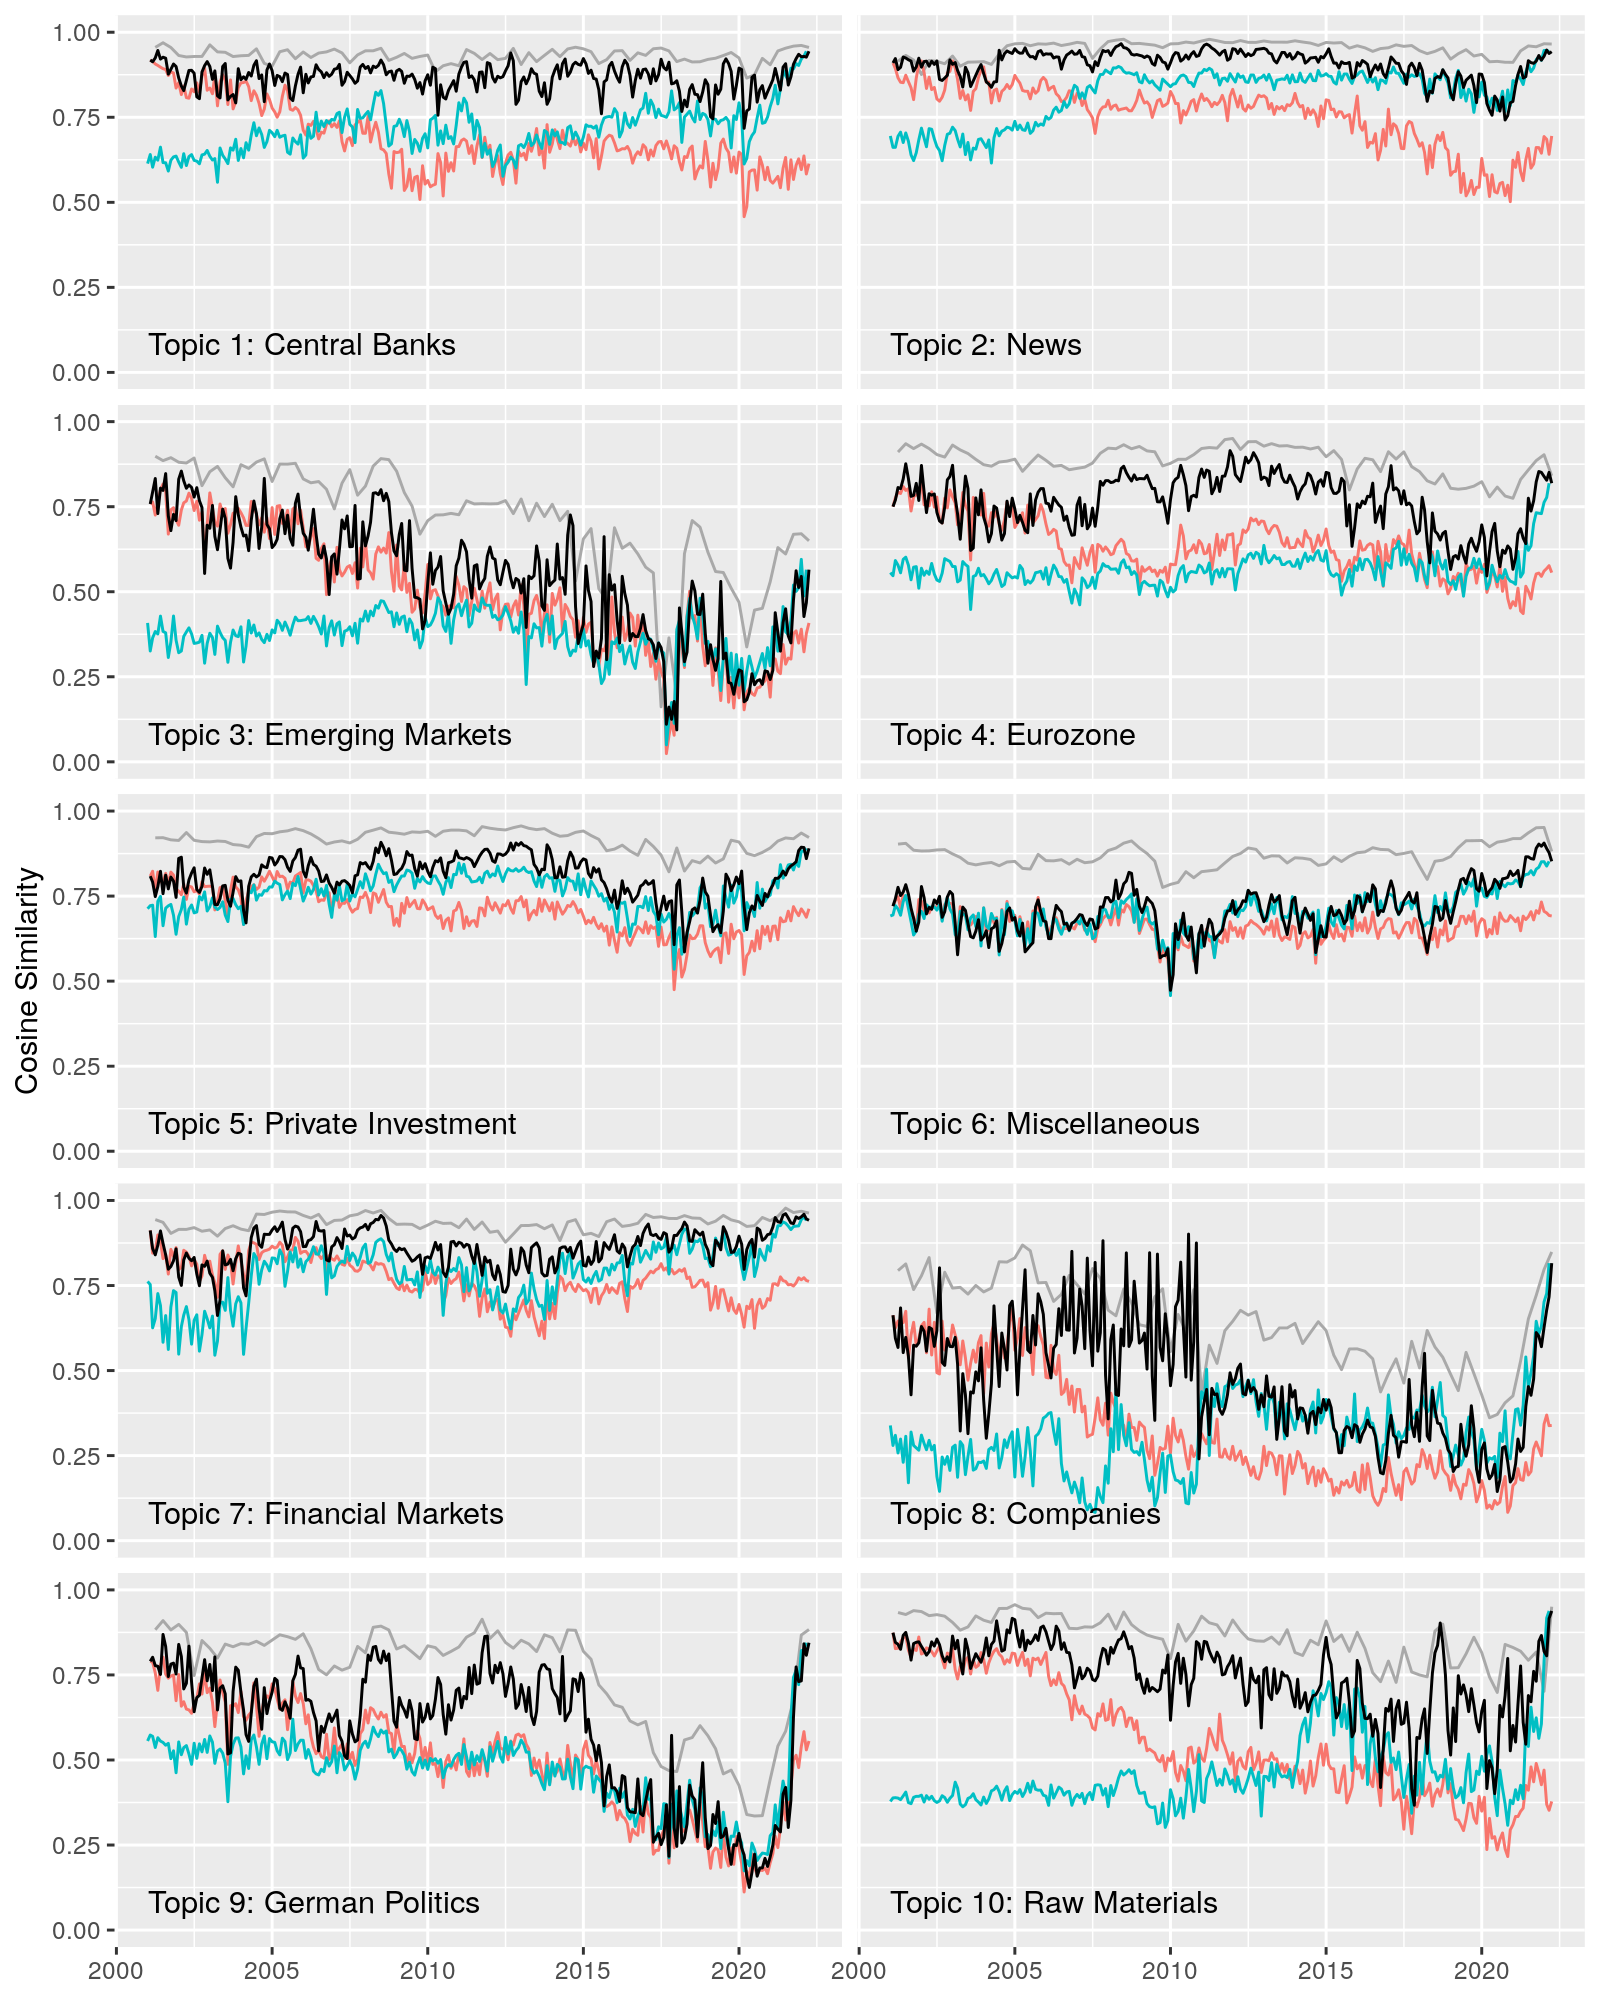 1.00
0.75
0.50
0.25
0.00
Topic 1: Central Banks
Topic 2: News
1.00
0.75
0.50
0.25
0.00
Topic 3: Emerging Markets
Topic 4: Eurozone
1.00
0.75
0.50
0.25
0.00
Topic 5: Private Investment
Topic 6: Miscellaneous
Cosine Similarity
1.00
0.75
0.50
0.25
0.00
Topic 7: Financial Markets
Topic 8: Companies
1.00
0.75
0.50
0.25
0.00
Topic 9: German Politics
Topic 10: Raw Materials
2000 2005 2010 2015 2020 2000 2005 2010 2015 2020